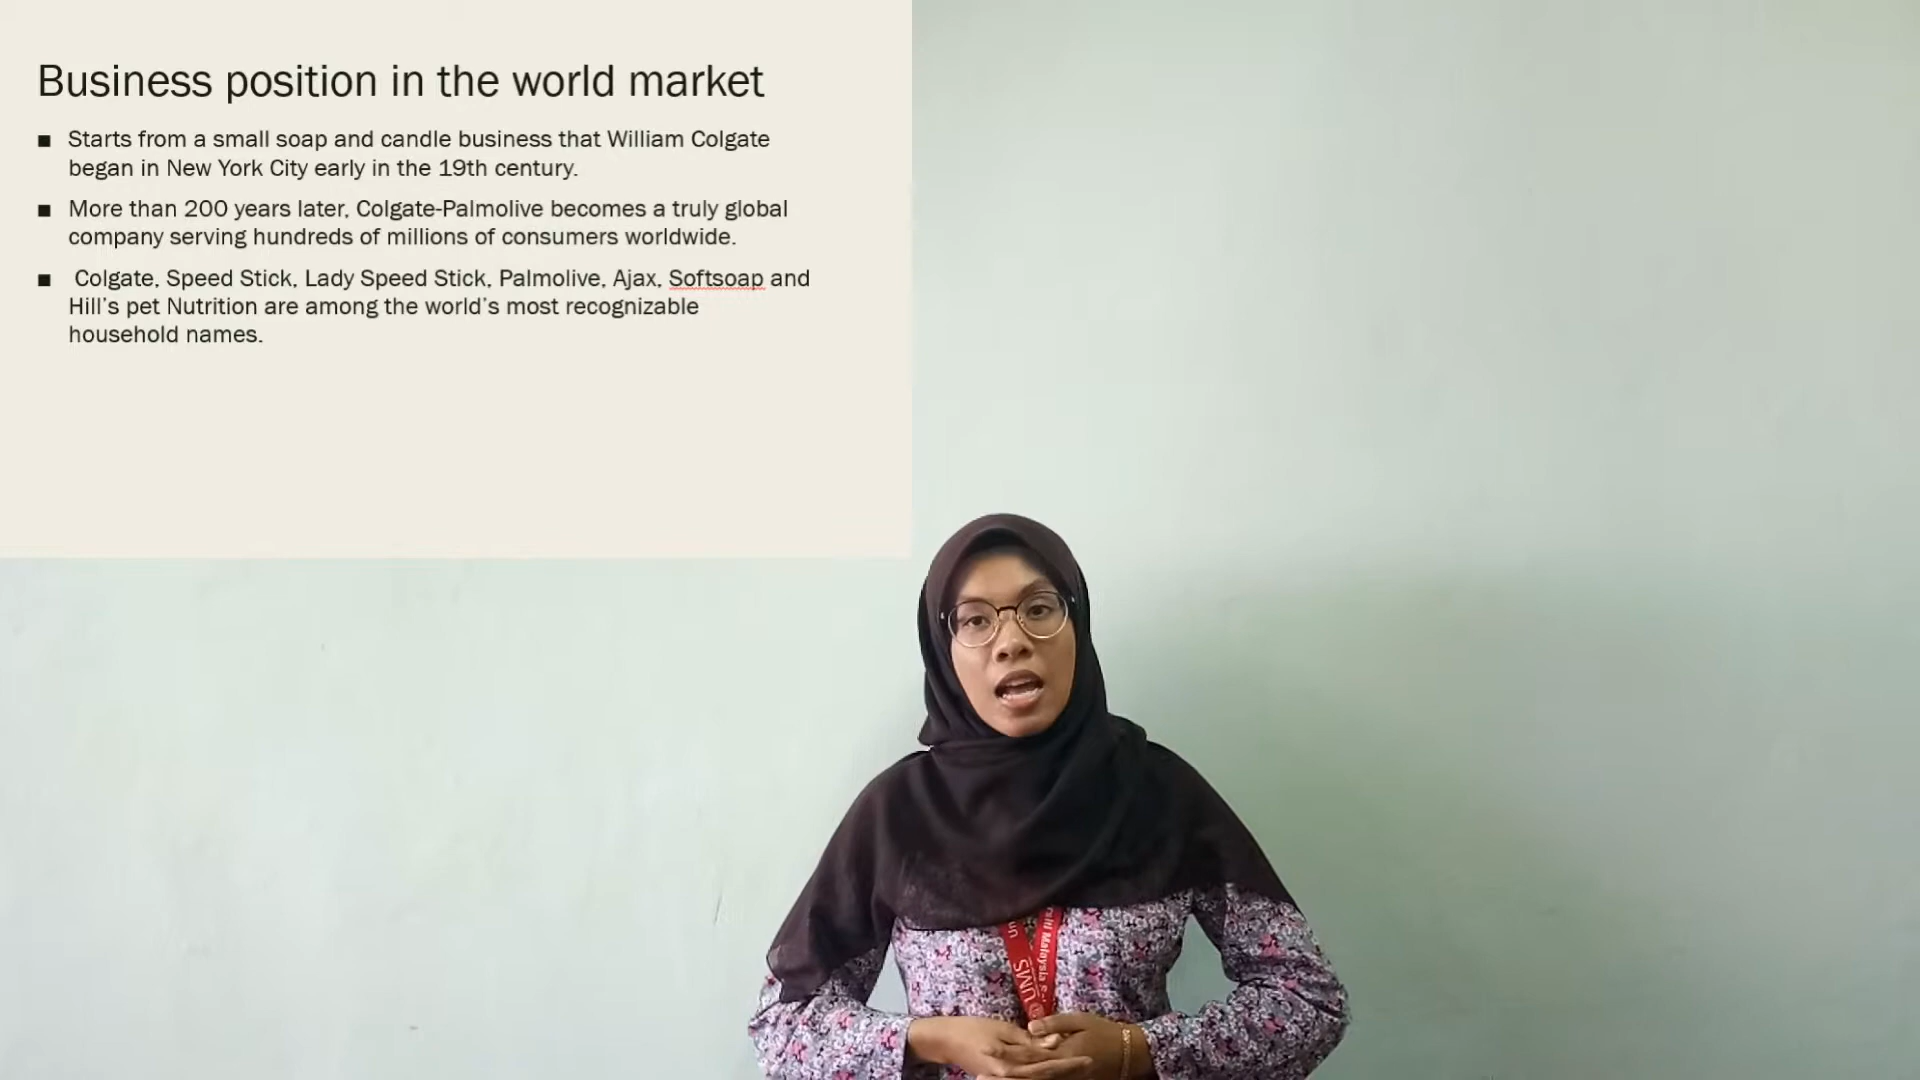 Business position in the world market
■ Starts from a small soap and candle business that William Colgate
began in New York City early in the 19th century.
■ More than 200 years later, Colgate-Palmolive becomes a truly global
company serving hundreds of millions of consumers worldwide.
■ Colgate, Speed Stick, Lady Speed Stick, Palmolive, Ajax, Softsoap and
Hill's pet Nutrition are among the world's most recognizable
household names.
UMS
Malaysia